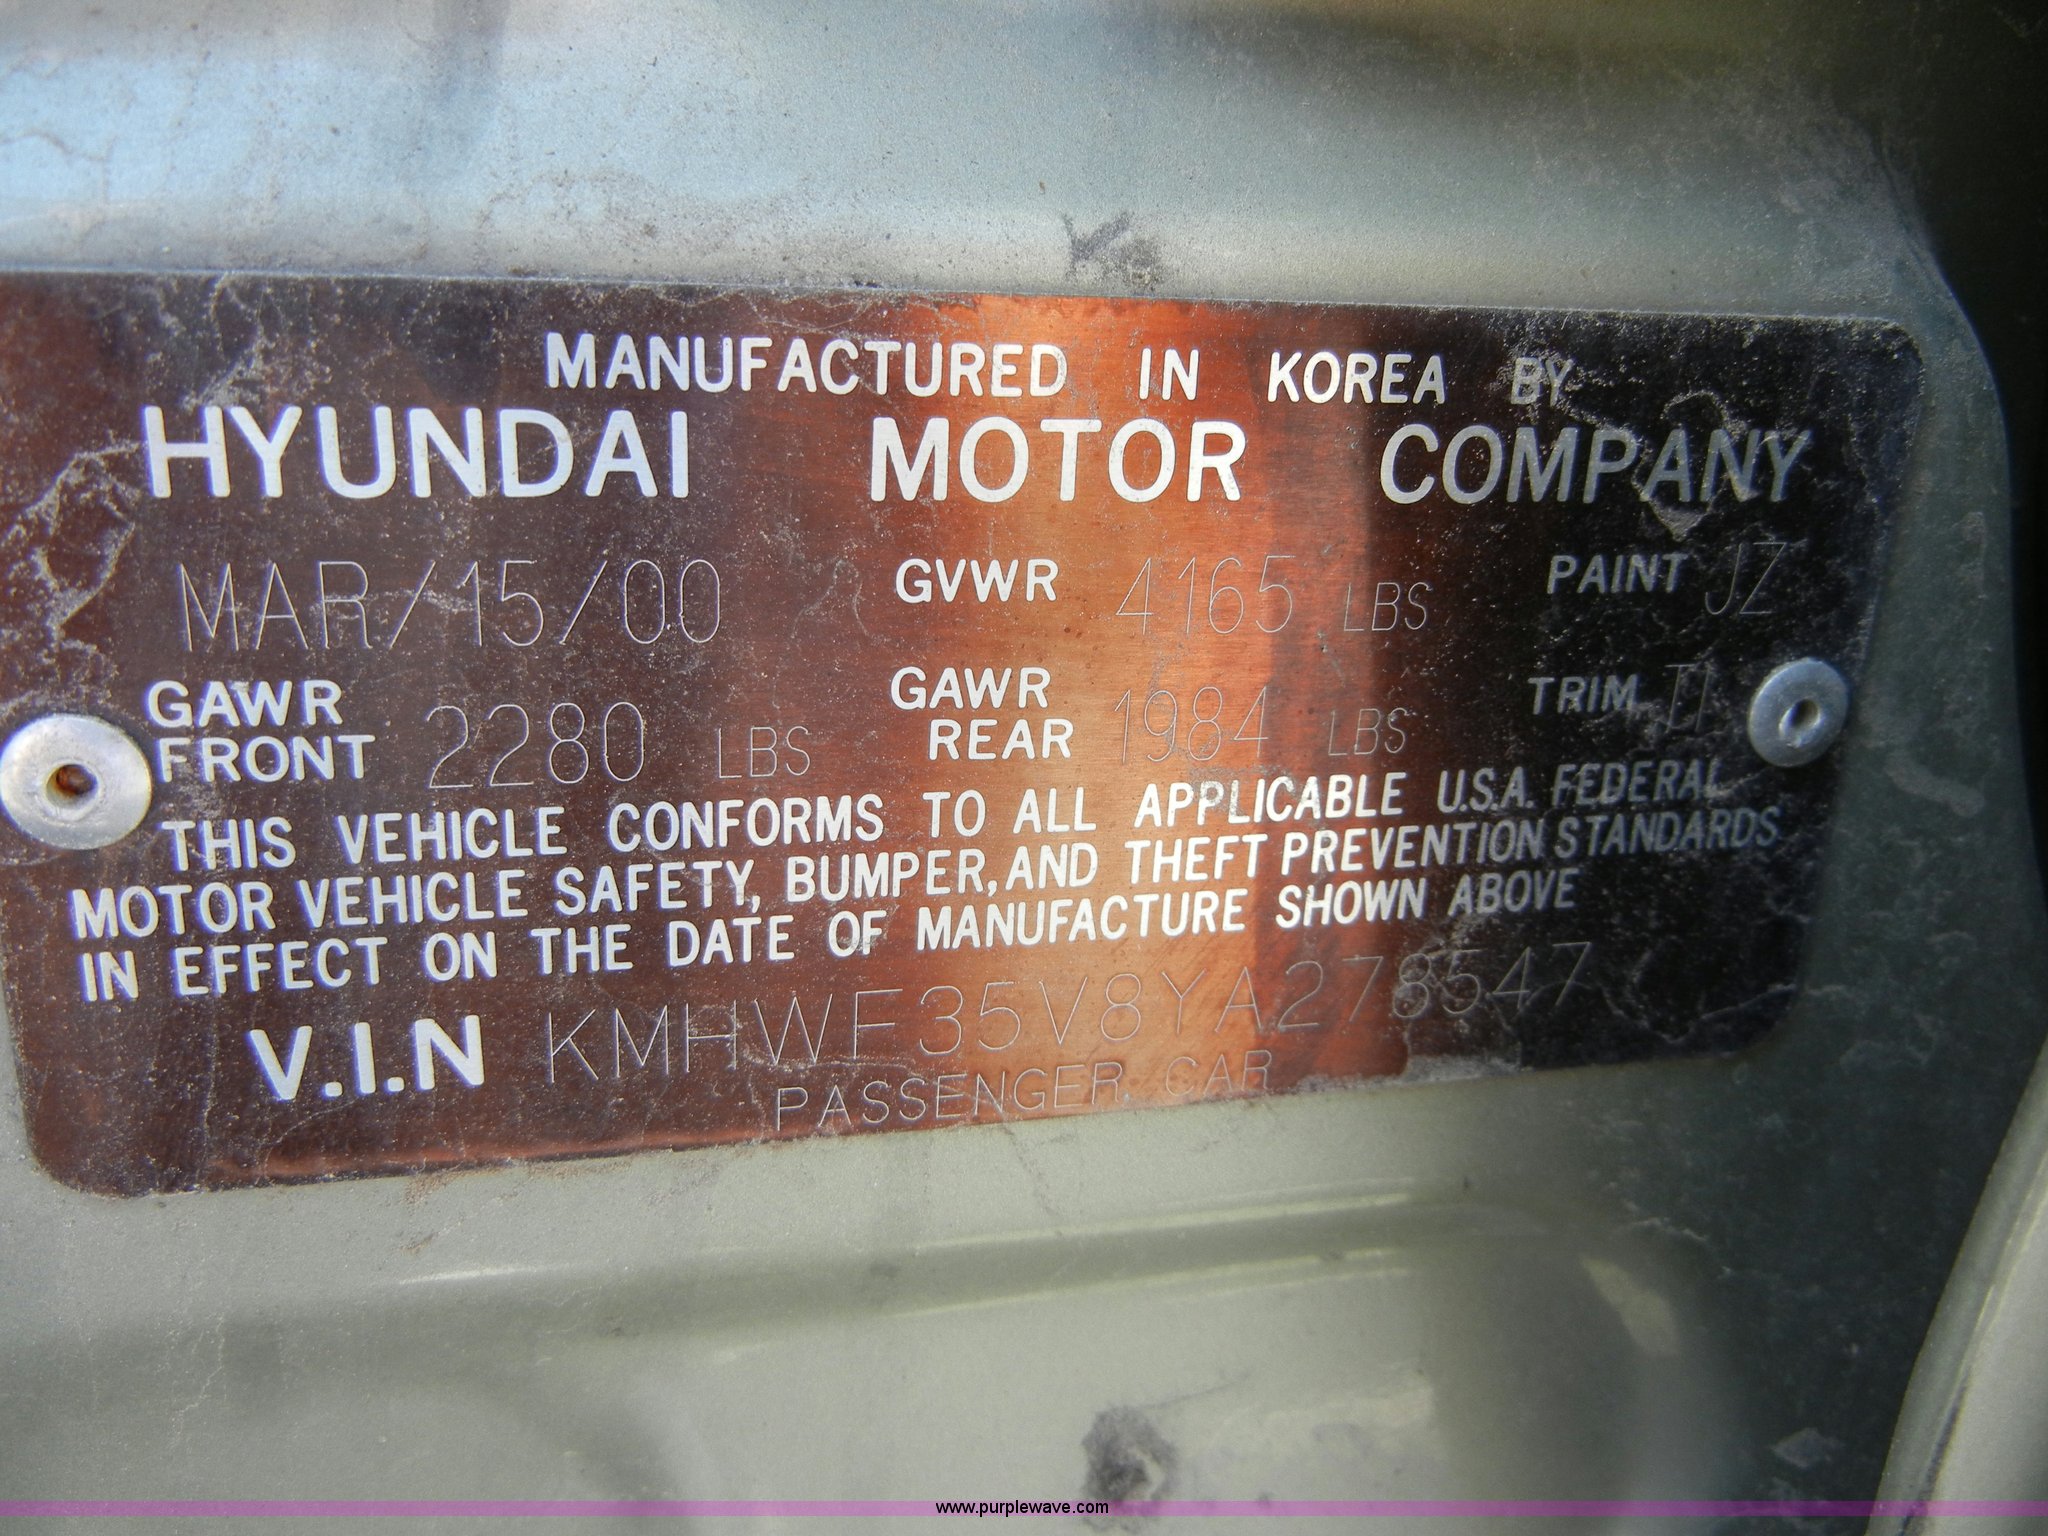 MANUFACTURED IN KOREA BY
HYUNDAI MOTOR COMPANY
MAR/15/00 GVWR 4165 LBS PAINT JZ
GAWR FRONT 2280 LBS GAWR REAR 1984 LBS TRIM
THIS VEHICLE CONFORMS TO ALL APPLICABLE U.S.A. FEDERAL
MOTOR VEHICLE SAFETY, BUMPER, AND THEFT PREVENTION STANDARDS
IN EFFECT ON THE DATE OF MANUFACTURE SHOWN ABOVE
V.I.N KMHWF35V8YA278547
PASSENGER CAR
www.purplewave.com